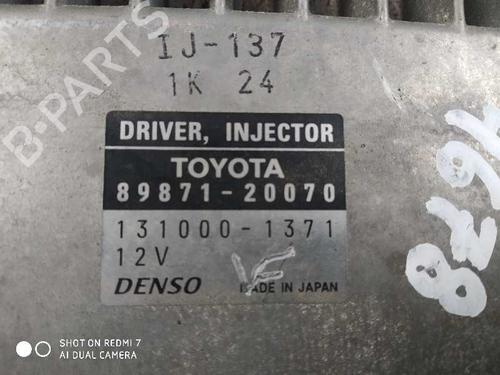 B-PARTS
IJ-137
1K 24
DRIVER, INJECTOR
TOYOTA
89871-20070
131000-1371
12V
DENSO MADE IN JAPAN
SHOT ON REDMI 7
AI DUAL CAMERA